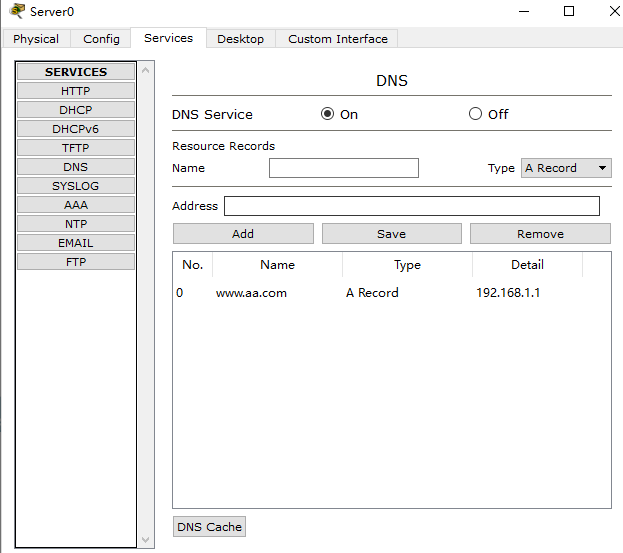 Server0
Physical Config Services Desktop Custom Interface
SERVICES
HTTP
DHCP
DHCPv6
TFTP
DNS
SYSLOG
AAA
NTP
EMAIL
FTP
DNS
DNS Service On Off
Resource Records
Name Type A Record
Address
Add Save Remove
No. Name Type Detail
0 www.aa.com A Record 192.168.1.1
DNS Cache